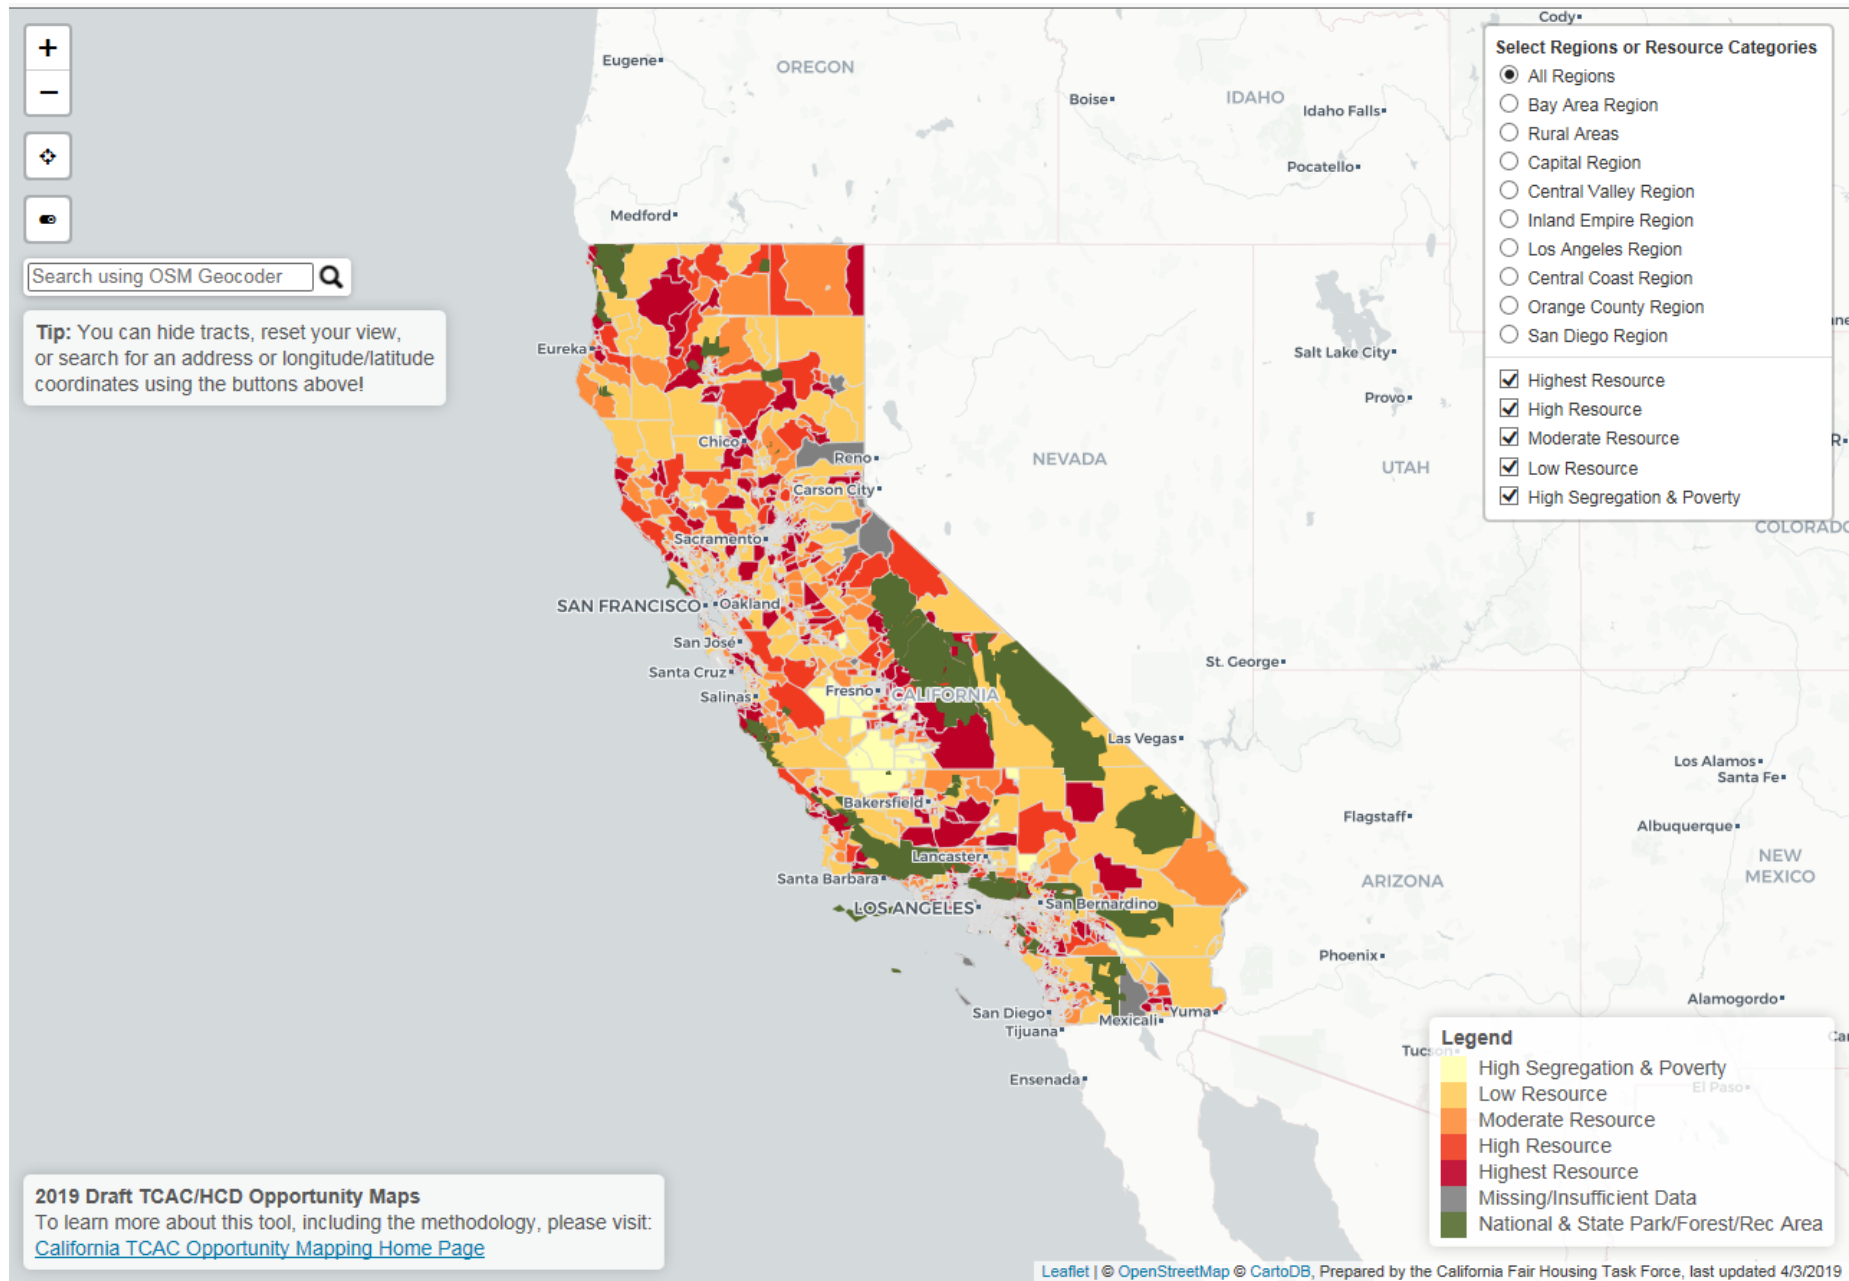 +
−
Search using OSM Geocoder
Tip: You can hide tracts, reset your view,
or search for an address or longitude/latitude
coordinates using the buttons above!
Select Regions or Resource Categories
All Regions
Bay Area Region
Rural Areas
Capital Region
Central Valley Region
Inland Empire Region
Los Angeles Region
Central Coast Region
Orange County Region
San Diego Region
Highest Resource
High Resource
Moderate Resource
Low Resource
High Segregation & Poverty
Cody
Eugene
OREGON
Boise
IDAHO
Idaho Falls
Pocatello
Medford
Eureka
Salt Lake City
Provo
Chico
Reno
NEVADA
UTAH
Carson City
COLORADO
Sacramento
SAN FRANCISCO
Oakland
San José
Santa Cruz
St. George
Salinas
Fresno
CALIFORNIA
Las Vegas
Los Alamos
Santa Fe
Bakersfield
Flagstaff
Albuquerque
Lancaster
NEW
MEXICO
Santa Barbara
ARIZONA
LOS ANGELES
San Bernardino
Phoenix
Alamogordo
San Diego
Yuma
Mexicali
Tijuana
Tucson
Ensenada
El Paso
Legend
High Segregation & Poverty
Low Resource
Moderate Resource
High Resource
Highest Resource
Missing/Insufficient Data
National & State Park/Forest/Rec Area
2019 Draft TCAC/HCD Opportunity Maps
To learn more about this tool, including the methodology, please visit:
California TCAC Opportunity Mapping Home Page
Leaflet | © OpenStreetMap © CartoDB, Prepared by the California Fair Housing Task Force, last updated 4/3/2019